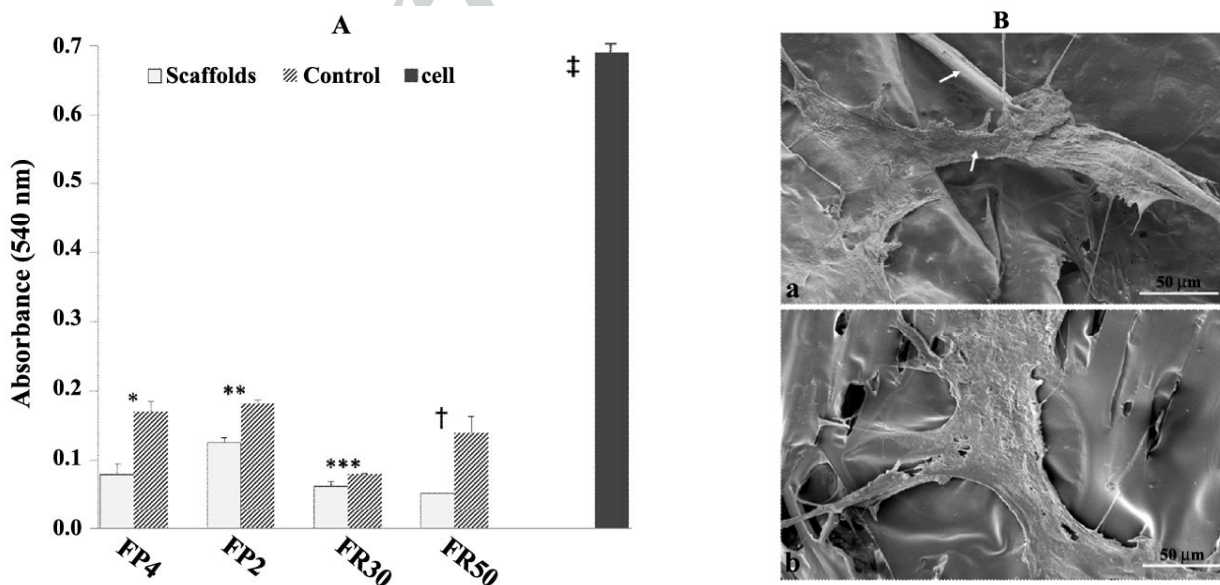 A
0.7
Scaffolds Control cell
‡
0.6
0.5
0.4
0.3
0.2
0.1
0.0
Absorbance (540 nm)
* ** *** †
FP4 FP2 FR30 FR50
B
50 μm
a
50 μm
b